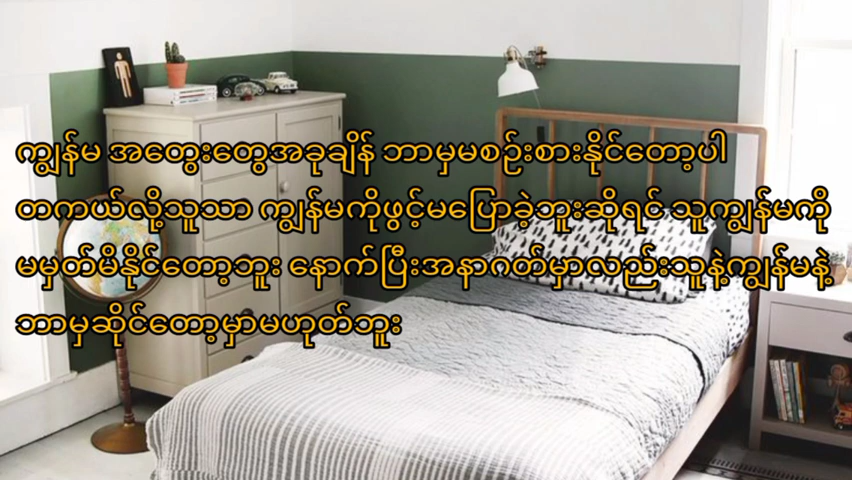 ကျွန်မ အတွေးတွေအခုချိန် ဘာမှမစဉ်းစားနိုင်တော့ပါ
တကယ်လို့သူသာ ကျွန်မကိုဖွင့်မပြောခဲ့ဘူးဆိုရင် သူကျွန်မကို
မမှတ်မိနိုင်တော့ဘူး နောက်ပြီးအနာဂတ်မှာလည်းသူနဲ့ကျွန်မနဲ့
ဘာမှဆိုင်တော့မှာမဟုတ်ဘူး